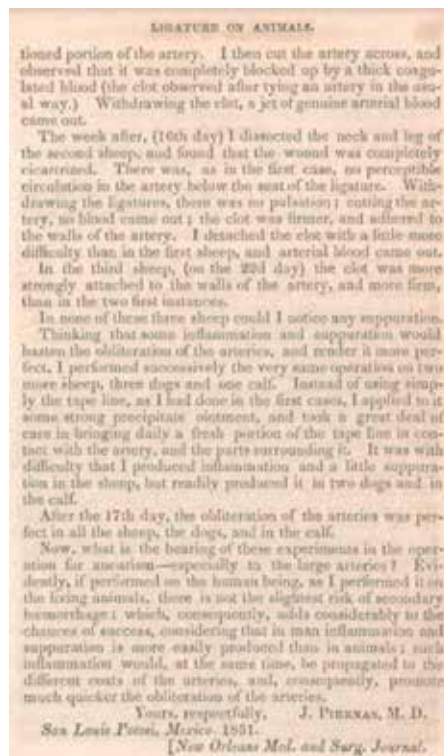 LIGATURE ON ANIMALS.
tioned portion of the artery. I then cut the artery across, and
observed that it was completely blocked up by a thick coagu-
lated blood (the clot observed after tying an artery in the usu-
al way.) Withdrawing the clot, a jet of genuine arterial blood
came out.
The week after, (16th day) I dissected the neck and leg of
the second sheep, and found that the wound was completely
cicatrized. There was, as in the first case, no perceptible
circulation in the artery below the seat of the ligature. With-
drawing the ligatures, there was no pulsation; cutting the ar-
tery, no blood came out; the clot was firmer, and adhered to
the walls of the artery. I detached the clot with a little more
difficulty than in the first sheep, and arterial blood came out.
In the third sheep, (on the 22d day) the clot was more
strongly attached to the walls of the artery, and more firm,
than in the two first instances.
In none of these three sheep could I notice any suppuration.
Thinking that some inflammation and suppuration would
hasten the obliteration of the arteries, and render it more per-
fect, I performed successively the very same operation on two
more sheep, three dogs and one calf. Instead of using simp-
ly the tape line, as I had done in the first cases, I applied to it
some strong precipitate ointment, and took a great deal of
care in bringing daily a fresh portion of the tape line in con-
tact with the artery, and the parts surrounding it. It was with
difficulty that I produced inflammation and a little suppura-
tion in the sheep, but readily produced it in two dogs and in
the calf.
After the 17th day, the obliteration of the arteries was per-
fect in all the sheep, the dogs, and in the calf.
Now, what is the bearing of these experiments in the oper-
ation for aneurism—especially to the large arteries? Evi-
dently, if performed on the human being, as I performed it on
the living animals, there is not the slightest risk of secondary
hæmorrhage; which, consequently, adds considerably to the
chances of success, considering that in man inflammation and
suppuration is more easily produced than in animals; such
inflammation would, at the same time, be propagated to the
different coats of the arteries, and, consequently, promote
much quicker the obliteration of the arteries.
Yours, respectfully, J. PIERNAS, M. D.
San Louis Potosi, Mexico. 1851.
[New Orleans Med. and Surg. Journal.